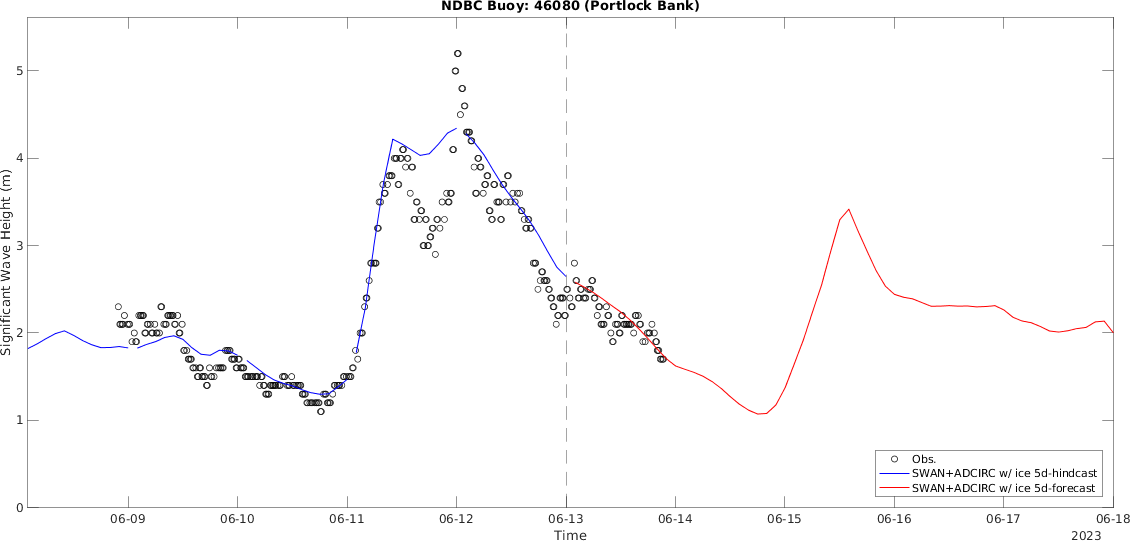 NDBC Buoy: 46080 (Portlock Bank)
Significant Wave Height (m)
5
4
3
2
1
0
Obs.
SWAN+ADCIRC w/ ice 5d-hindcast
SWAN+ADCIRC w/ ice 5d-forecast
06-09 06-10 06-11 06-12 06-13 06-14 06-15 06-16 06-17 06-18
Time
2023